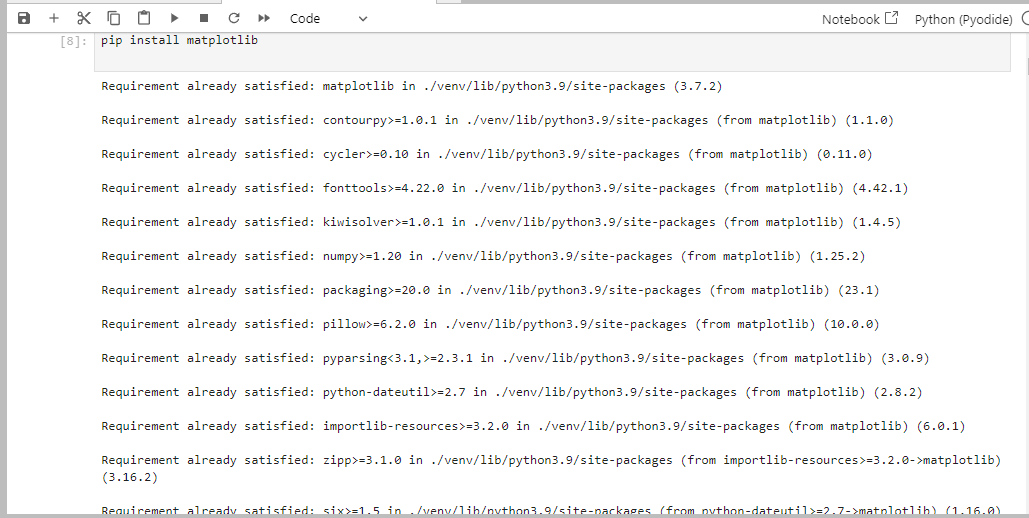 Code
Notebook
Python (Pyodide)
[8]:
pip install matplotlib
Requirement already satisfied: matplotlib in ./venv/lib/python3.9/site-packages (3.7.2)
Requirement already satisfied: contourpy>=1.0.1 in ./venv/lib/python3.9/site-packages (from matplotlib) (1.1.0)
Requirement already satisfied: cycler>=0.10 in ./venv/lib/python3.9/site-packages (from matplotlib) (0.11.0)
Requirement already satisfied: fonttools>=4.22.0 in ./venv/lib/python3.9/site-packages (from matplotlib) (4.42.1)
Requirement already satisfied: kiwisolver>=1.0.1 in ./venv/lib/python3.9/site-packages (from matplotlib) (1.4.5)
Requirement already satisfied: numpy>=1.20 in ./venv/lib/python3.9/site-packages (from matplotlib) (1.25.2)
Requirement already satisfied: packaging>=20.0 in ./venv/lib/python3.9/site-packages (from matplotlib) (23.1)
Requirement already satisfied: pillow>=6.2.0 in ./venv/lib/python3.9/site-packages (from matplotlib) (10.0.0)
Requirement already satisfied: pyparsing<3.1,>=2.3.1 in ./venv/lib/python3.9/site-packages (from matplotlib) (3.0.9)
Requirement already satisfied: python-dateutil>=2.7 in ./venv/lib/python3.9/site-packages (from matplotlib) (2.8.2)
Requirement already satisfied: importlib-resources>=3.2.0 in ./venv/lib/python3.9/site-packages (from matplotlib) (6.0.1)
Requirement already satisfied: zipp>=3.1.0 in ./venv/lib/python3.9/site-packages (from importlib-resources>=3.2.0->matplotlib)
(3.16.2)
Requirement already satisfied: six>=1.5 in ./venv/lib/python3.9/site-packages (from python-dateutil>=2.7->matplotlib) (1.16.0)